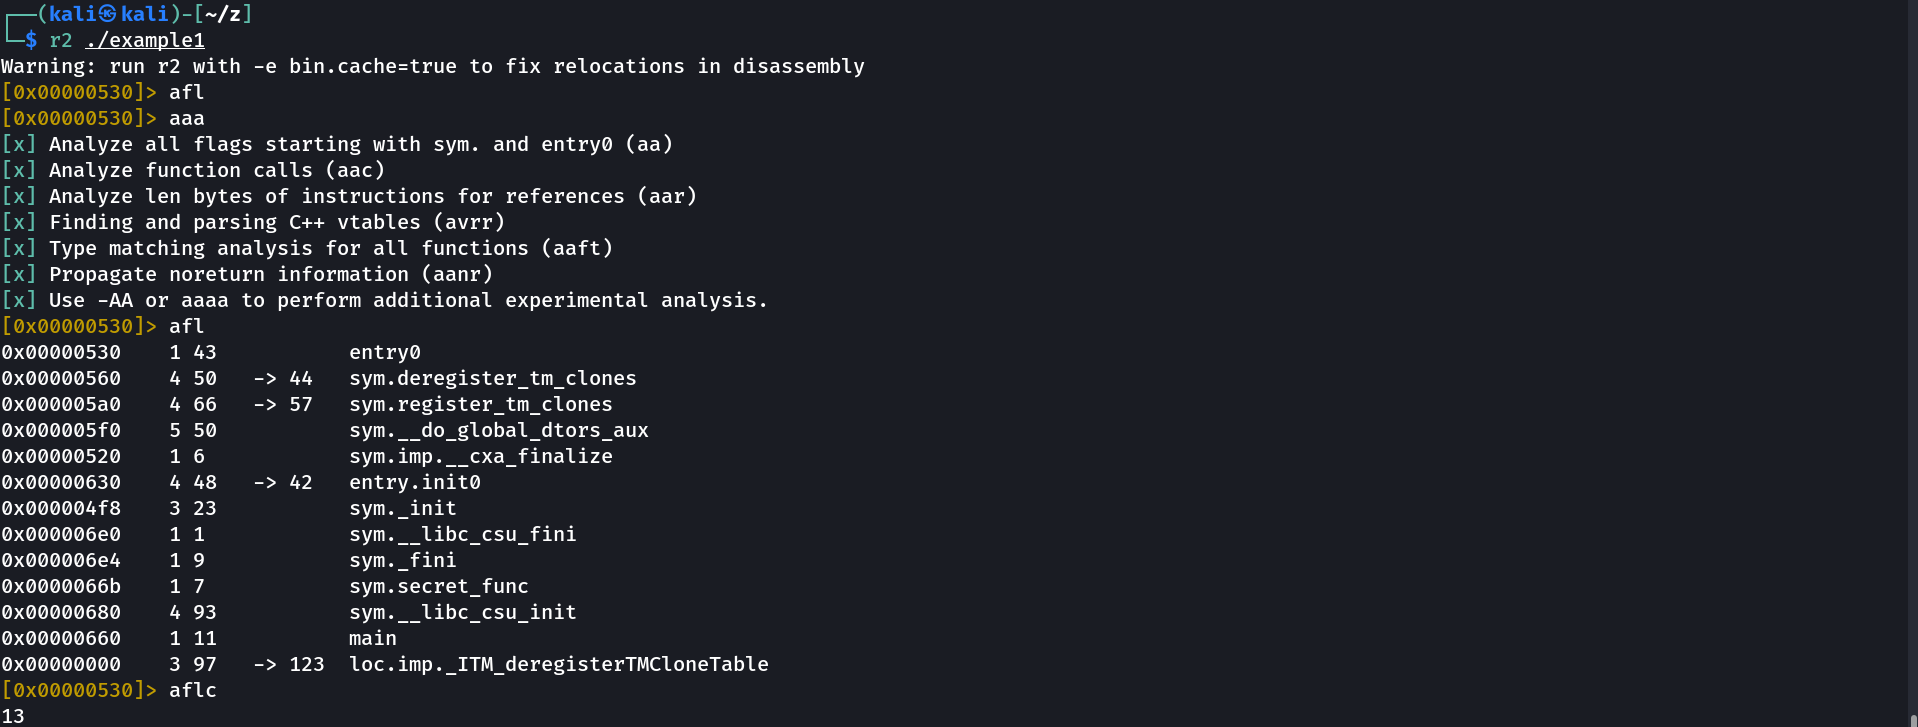 ┌──(kali㉿kali)-[~/z]
└─$ r2 ./example1
Warning: run r2 with -e bin.cache=true to fix relocations in disassembly
[0x00000530]> afl
[0x00000530]> aaa
[x] Analyze all flags starting with sym. and entry0 (aa)
[x] Analyze function calls (aac)
[x] Analyze len bytes of instructions for references (aar)
[x] Finding and parsing C++ vtables (avrr)
[x] Type matching analysis for all functions (aaft)
[x] Propagate noreturn information (aanr)
[x] Use -AA or aaaa to perform additional experimental analysis.
[0x00000530]> afl
0x00000530    1 43           entry0
0x00000560    4 50   -> 44   sym.deregister_tm_clones
0x000005a0    4 66   -> 57   sym.register_tm_clones
0x000005f0    5 50           sym.__do_global_dtors_aux
0x00000520    1 6            sym.imp.__cxa_finalize
0x00000630    4 48   -> 42   entry.init0
0x000004f8    3 23           sym._init
0x000006e0    1 1            sym.__libc_csu_fini
0x000006e4    1 9            sym._fini
0x0000066b    1 7            sym.secret_func
0x00000680    4 93           sym.__libc_csu_init
0x00000660    1 11           main
0x00000000    3 97   -> 123  loc.imp._ITM_deregisterTMCloneTable
[0x00000530]> aflc
13